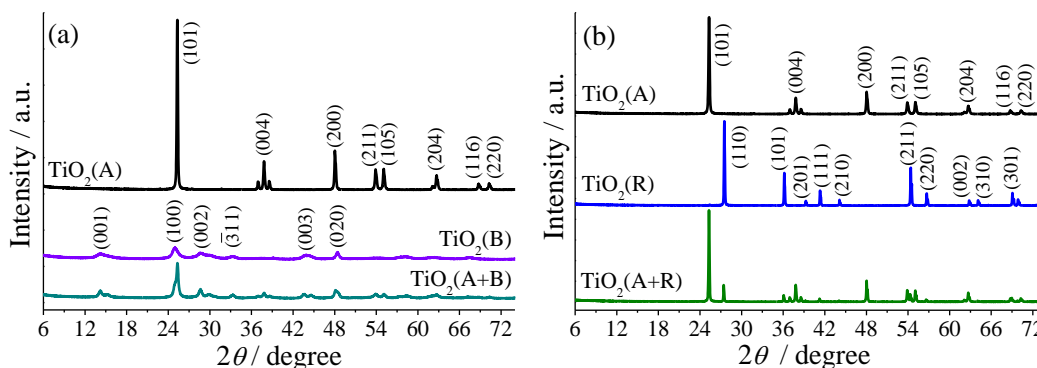 (a)
(101)
(004)
(200)
(211)
(105)
(204)
(116)
(220)
TiO₂(A)
(001)
(100)
(002)
(3̅11)
(003)
(020)
TiO₂(B)
TiO₂(A+B)
Intensity / a.u.
6 12 18 24 30 36 42 48 54 60 66 72
2θ / degree
(b)
(101)
(004)
(200)
(211)
(105)
(204)
(116)
(220)
TiO₂(A)
(110)
(101)
(201)
(111)
(210)
(211)
(220)
(002)
(310)
(301)
TiO₂(R)
TiO₂(A+R)
Intensity / a.u.
6 12 18 24 30 36 42 48 54 60 66 72
2θ / degree